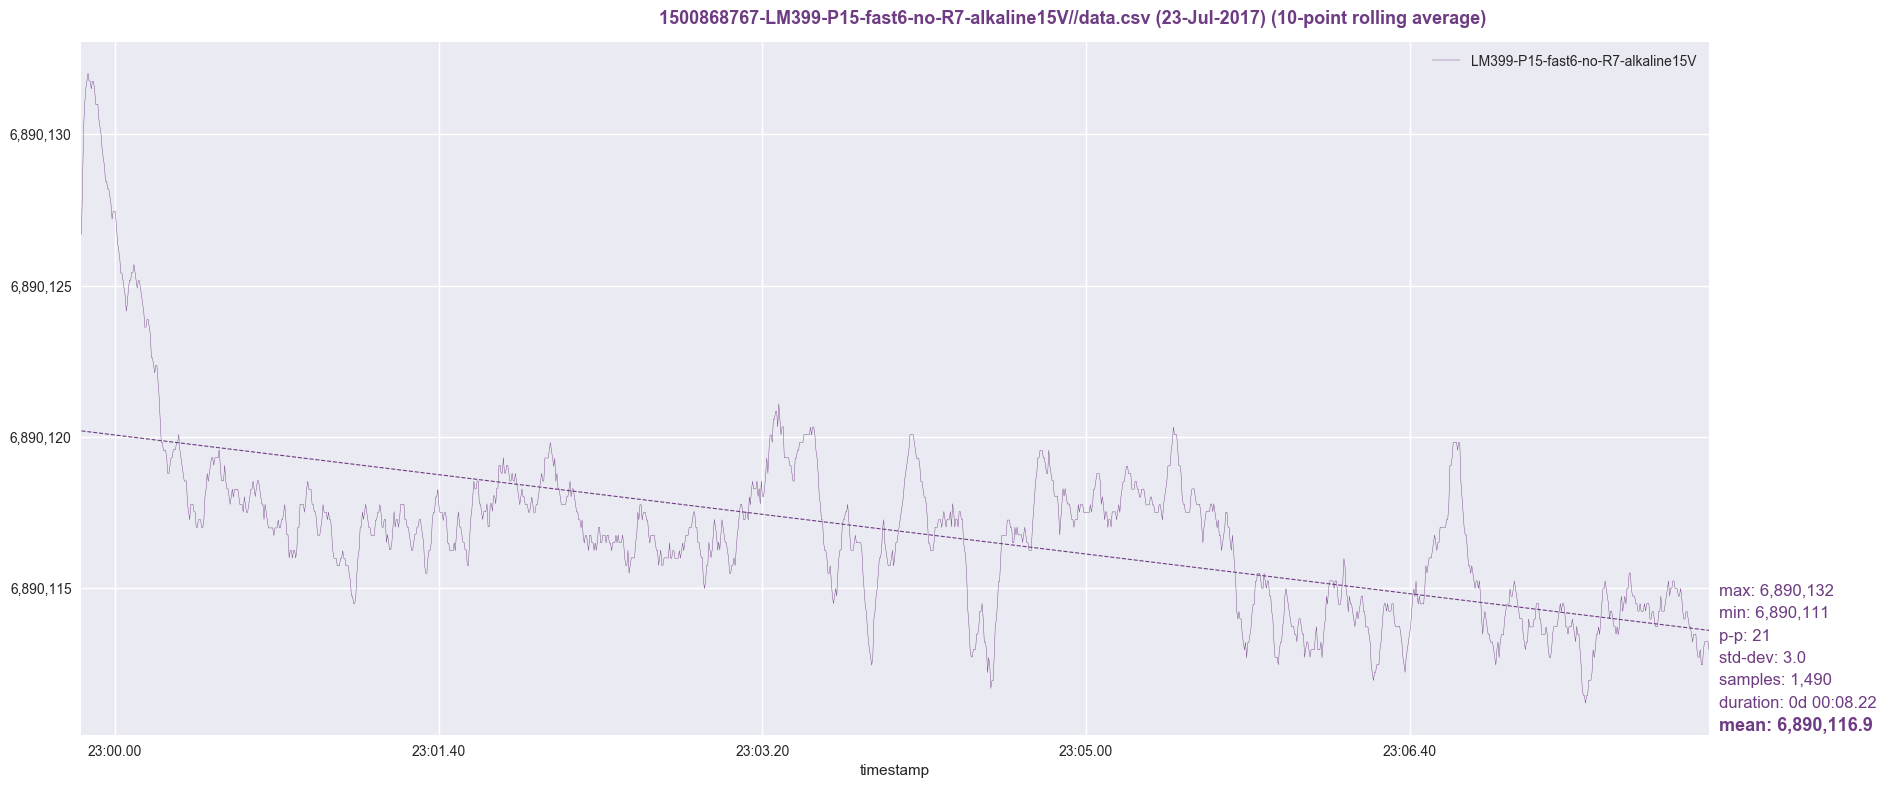 1500868767-LM399-P15-fast6-no-R7-alkaline15V//data.csv (23-Jul-2017) (10-point rolling average)
LM399-P15-fast6-no-R7-alkaline15V
6,890,130
6,890,125
6,890,120
6,890,115
max: 6,890,132
min: 6,890,111
p-p: 21
std-dev: 3.0
samples: 1,490
duration: 0d 00:08.22
mean: 6,890,116.9
23:00.00 23:01.40 23:03.20 23:05.00 23:06.40
timestamp